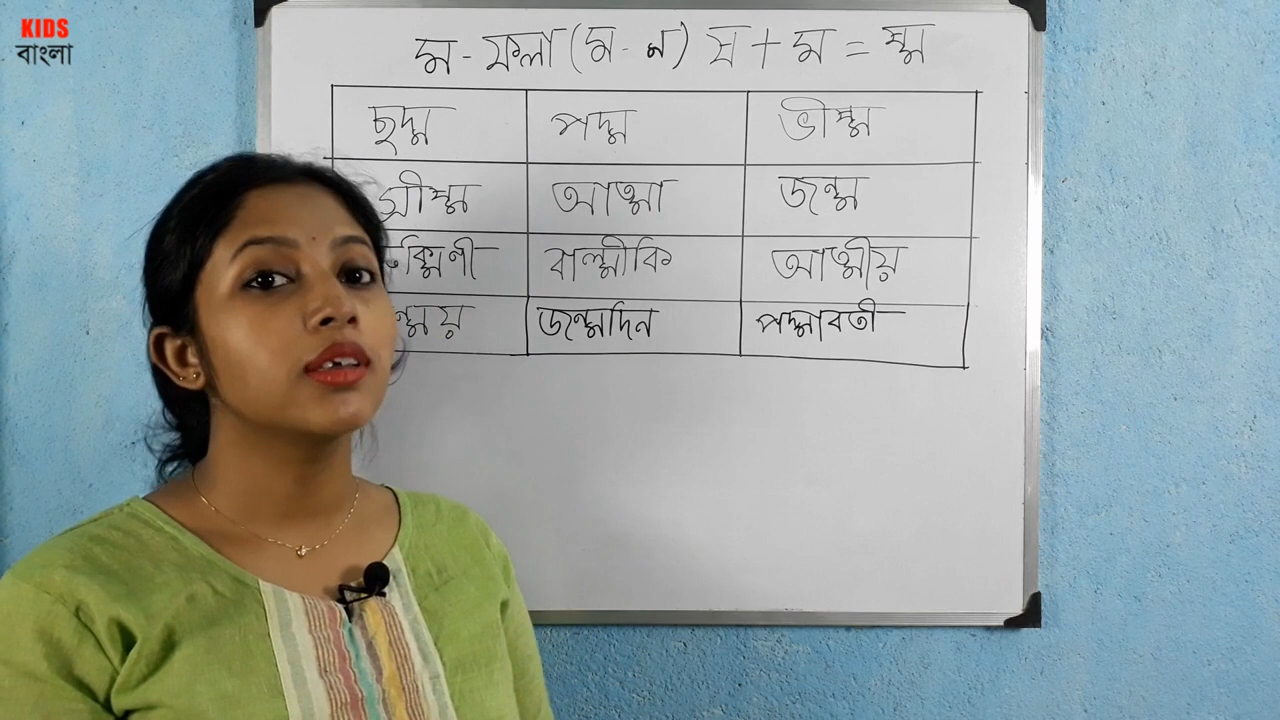 KIDS
বাংলা
ম - ফলা (ম - ন) ষ + ম = ষ্ম
ছদ্ম পদ্ম ভীষ্ম
গ্রীষ্ম আত্মা জন্ম
বাল্মীকি আত্মীয়
জন্মদিন পদ্মাবতী